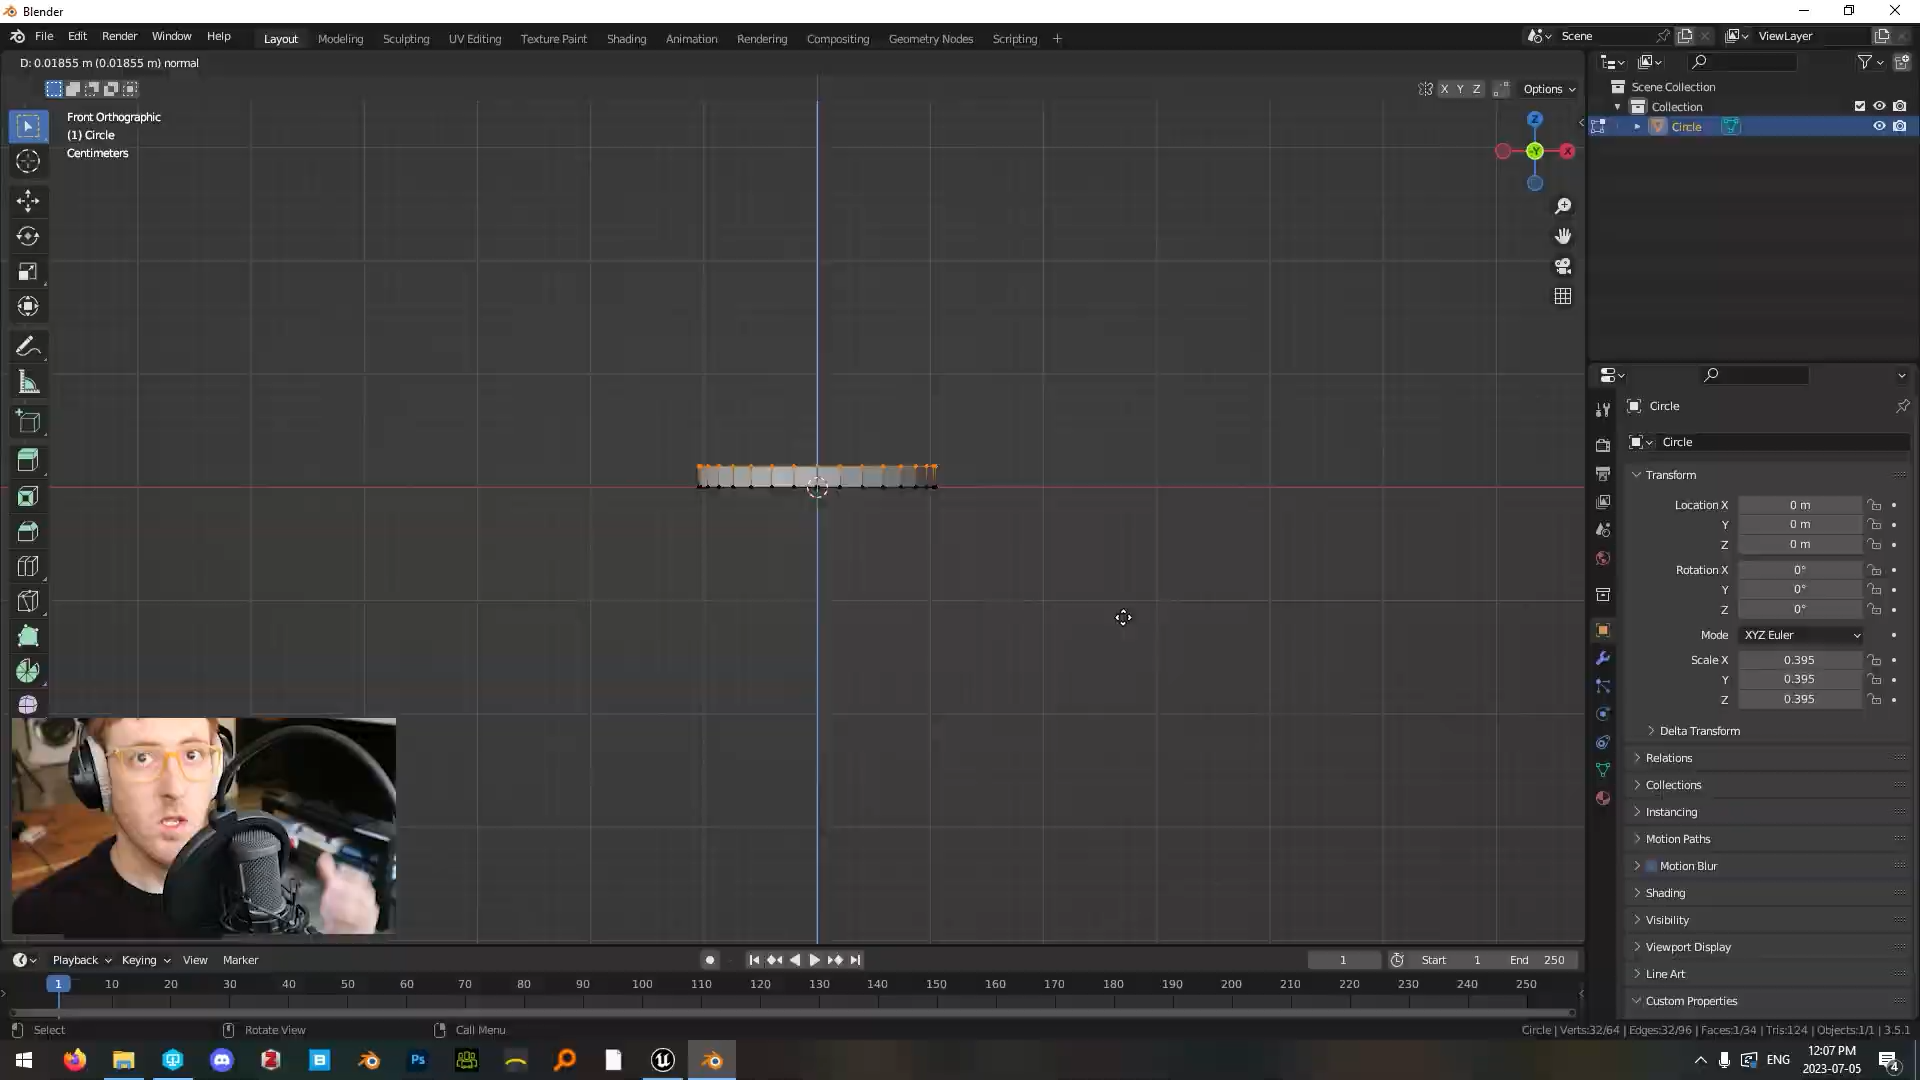 Blender
File Edit Render Window Help
Layout Modeling Sculpting UV Editing Texture Paint Shading Animation Rendering Compositing Geometry Nodes Scripting +
Scene
ViewLayer
D: 0.01855 m (0.01855 m) normal
X Y Z
Options
Front Orthographic
(1) Circle
Centimeters
Z
-Y
X
Scene Collection
Collection
Circle
Circle
Circle
Transform
Location X 0 m
Y 0 m
Z 0 m
Rotation X 0°
Y 0°
Z 0°
Mode XYZ Euler
Scale X 0.395
Y 0.395
Z 0.395
Delta Transform
Relations
Collections
Instancing
Motion Paths
Motion Blur
Shading
Visibility
Viewport Display
Line Art
Custom Properties
Playback Keying View Marker
1 Start 1 End 250
1 10 20 30 40 50 60 70 80 90 100 110 120 130 140 150 160 170 180 190 200 210 220 230 240 250
Select Rotate View Call Menu
Circle | Verts:32/64 | Edges:32/96 | Faces:1/34 | Tris:124 | Objects:1/1 | 3.5.1
Ps
ENG
12:07 PM
2023-07-05
4